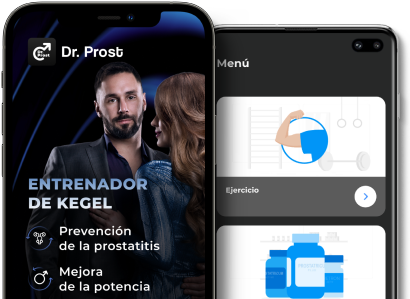 Dr. Prost
ENTRENADOR
DE KEGEL
Prevención
de la prostatitis
Mejora
de la potencia
Menú
Ejercicio